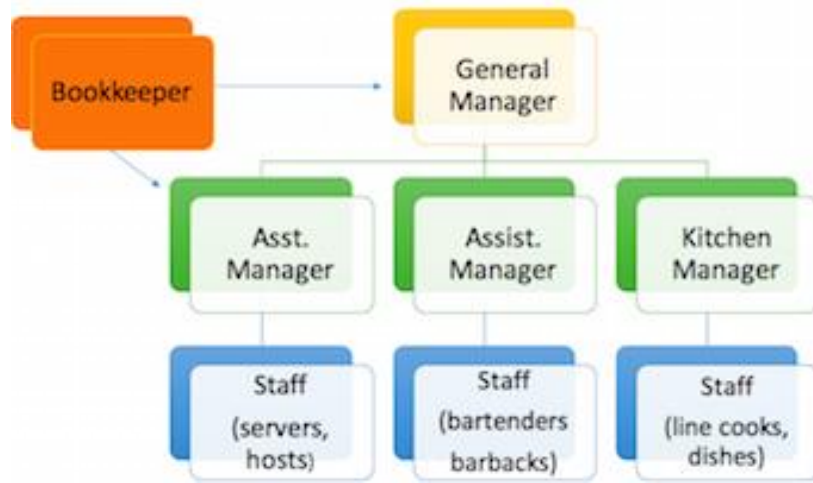 Bookkeeper
General
Manager
Asst.
Manager
Assist.
Manager
Kitchen
Manager
Staff
(servers,
hosts)
Staff
(bartenders
barbacks)
Staff
(line cooks,
dishes)